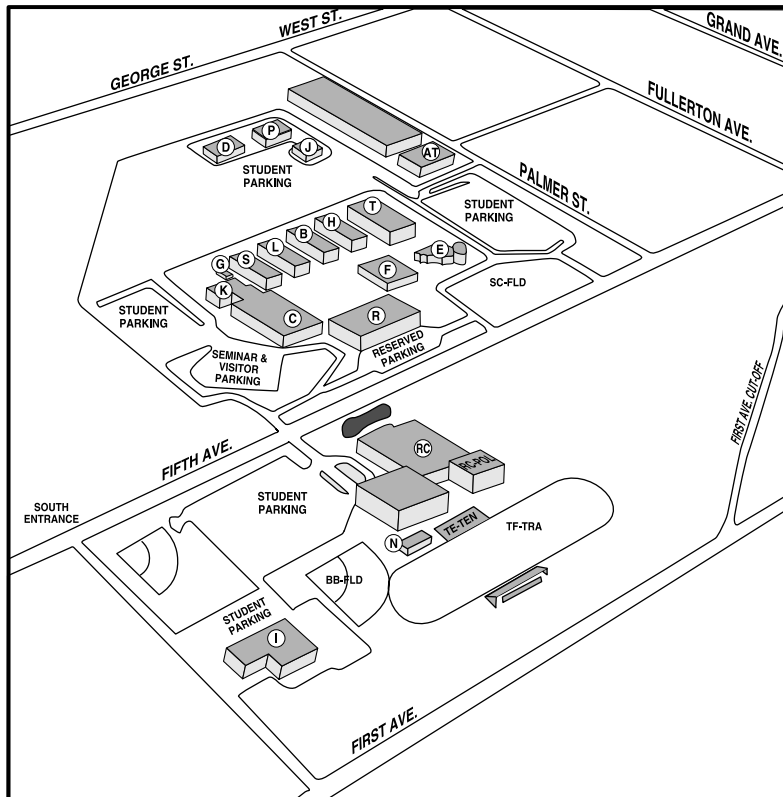 GRAND AVE.
WEST ST.
GEORGE ST.
FULLERTON AVE.
P
D
J
AT
STUDENT
PARKING
PALMER ST.
STUDENT
PARKING
T
H
B
L
E
S
G
F
SC-FLD
K
C
R
STUDENT
PARKING
RESERVED
PARKING
SEMINAR &
VISITOR
PARKING
FIRST AVE. CUT-OFF
FIFTH AVE.
RC
RC-POL
STUDENT
PARKING
SOUTH
ENTRANCE
TE-TEN
TF-TRA
N
BB-FLD
STUDENT
PARKING
I
FIRST AVE.